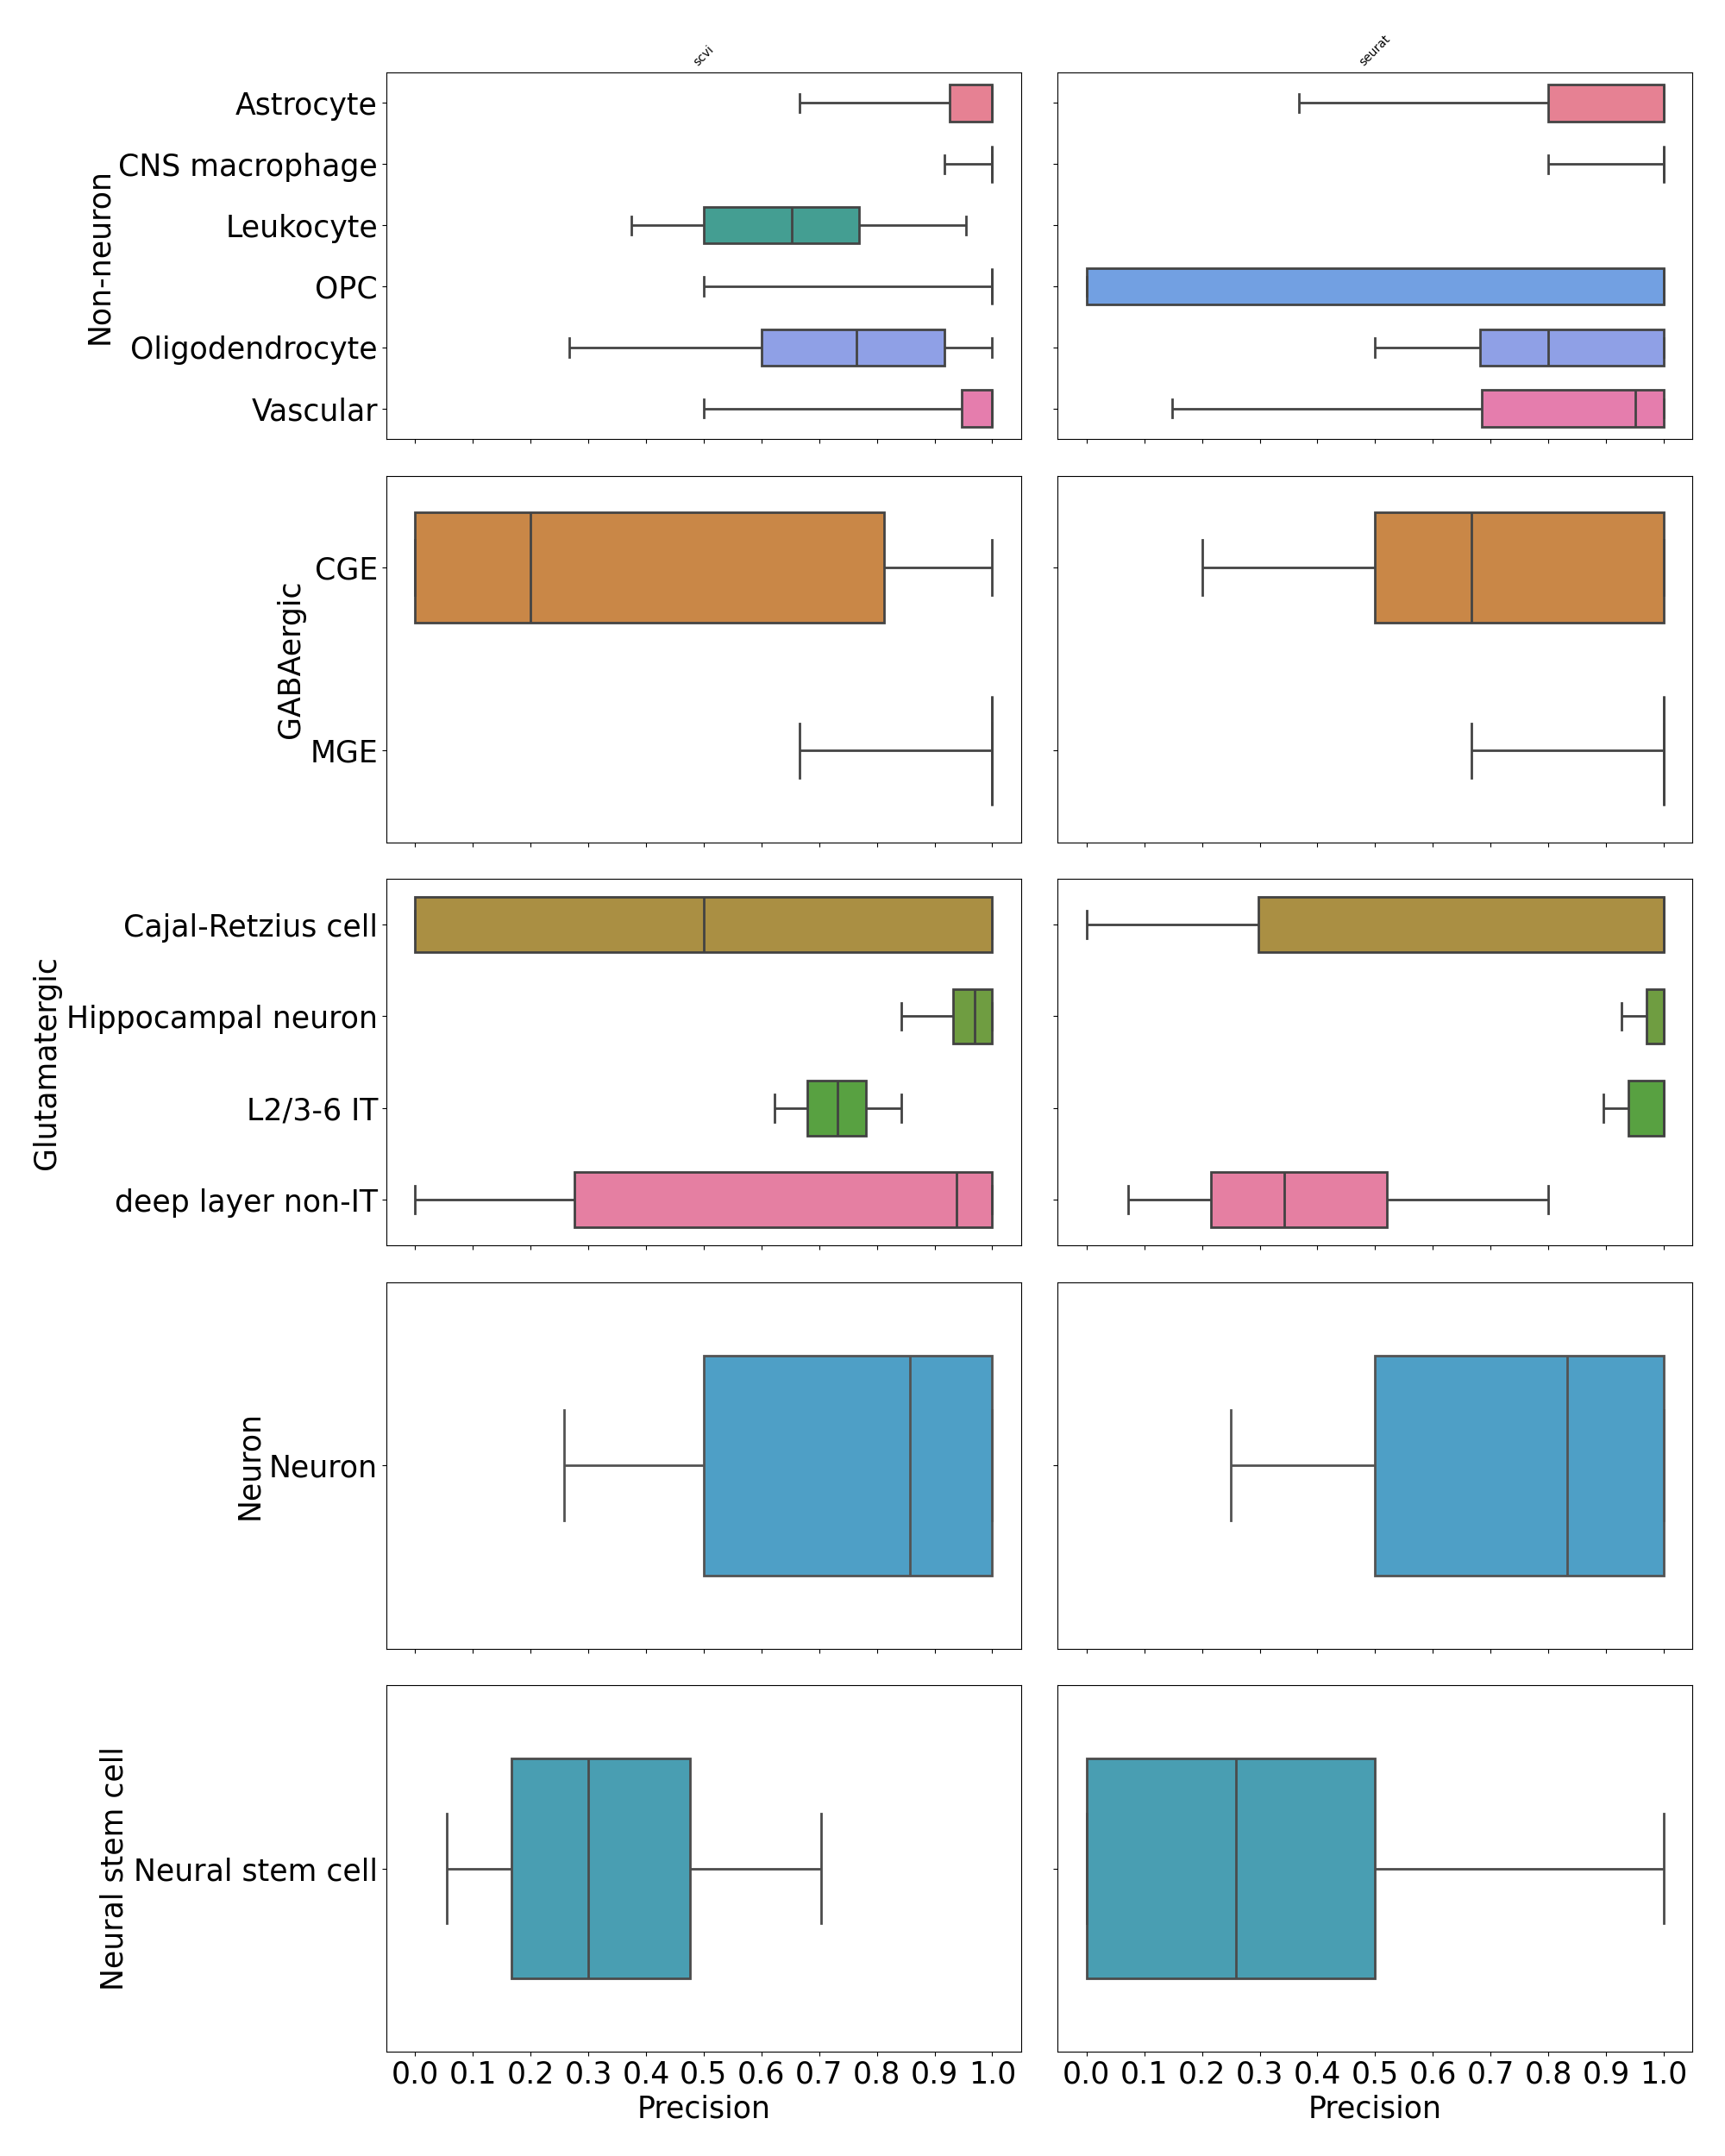 scvi
seurat
Non-neuron
Astrocyte
CNS macrophage
Leukocyte
OPC
Oligodendrocyte
Vascular
GABAergic
CGE
MGE
Glutamatergic
Cajal-Retzius cell
Hippocampal neuron
L2/3-6 IT
deep layer non-IT
Neuron
Neuron
Neural stem cell
Neural stem cell
0.0 0.1 0.2 0.3 0.4 0.5 0.6 0.7 0.8 0.9 1.0
0.0 0.1 0.2 0.3 0.4 0.5 0.6 0.7 0.8 0.9 1.0
Precision
Precision